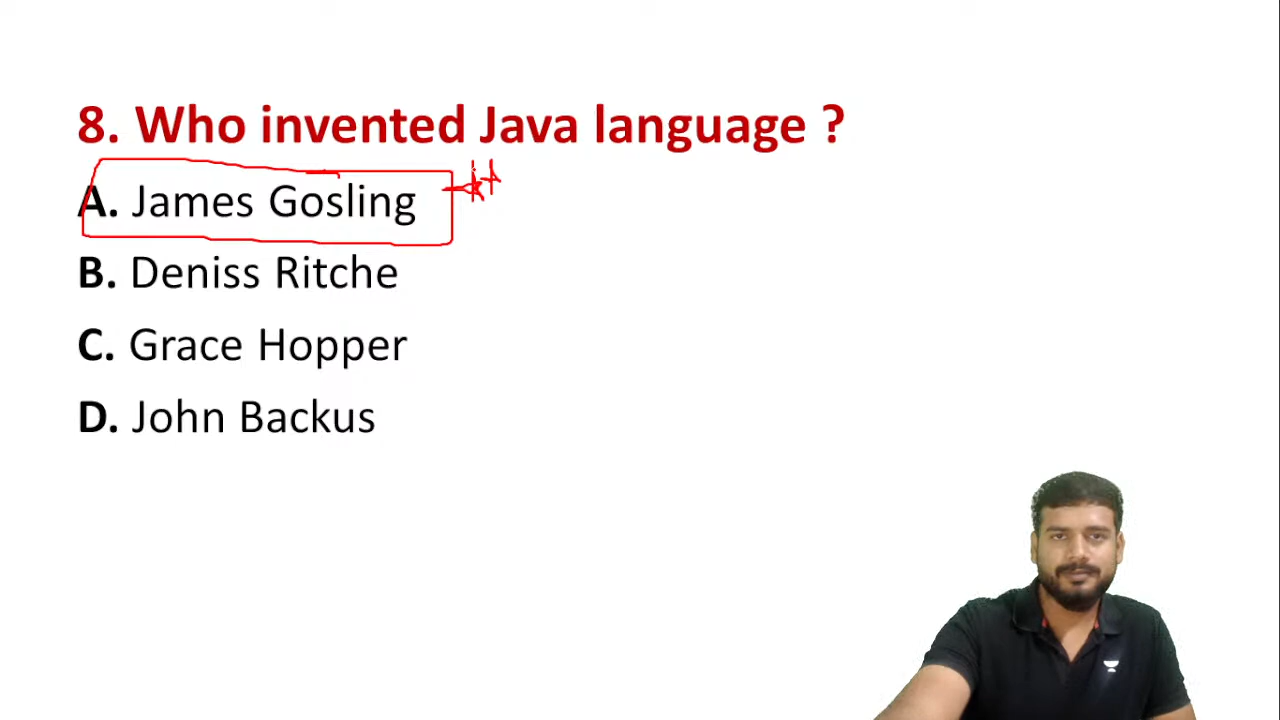 8. Who invented Java language ?
A. James Gosling
B. Deniss Ritche
C. Grace Hopper
D. John Backus